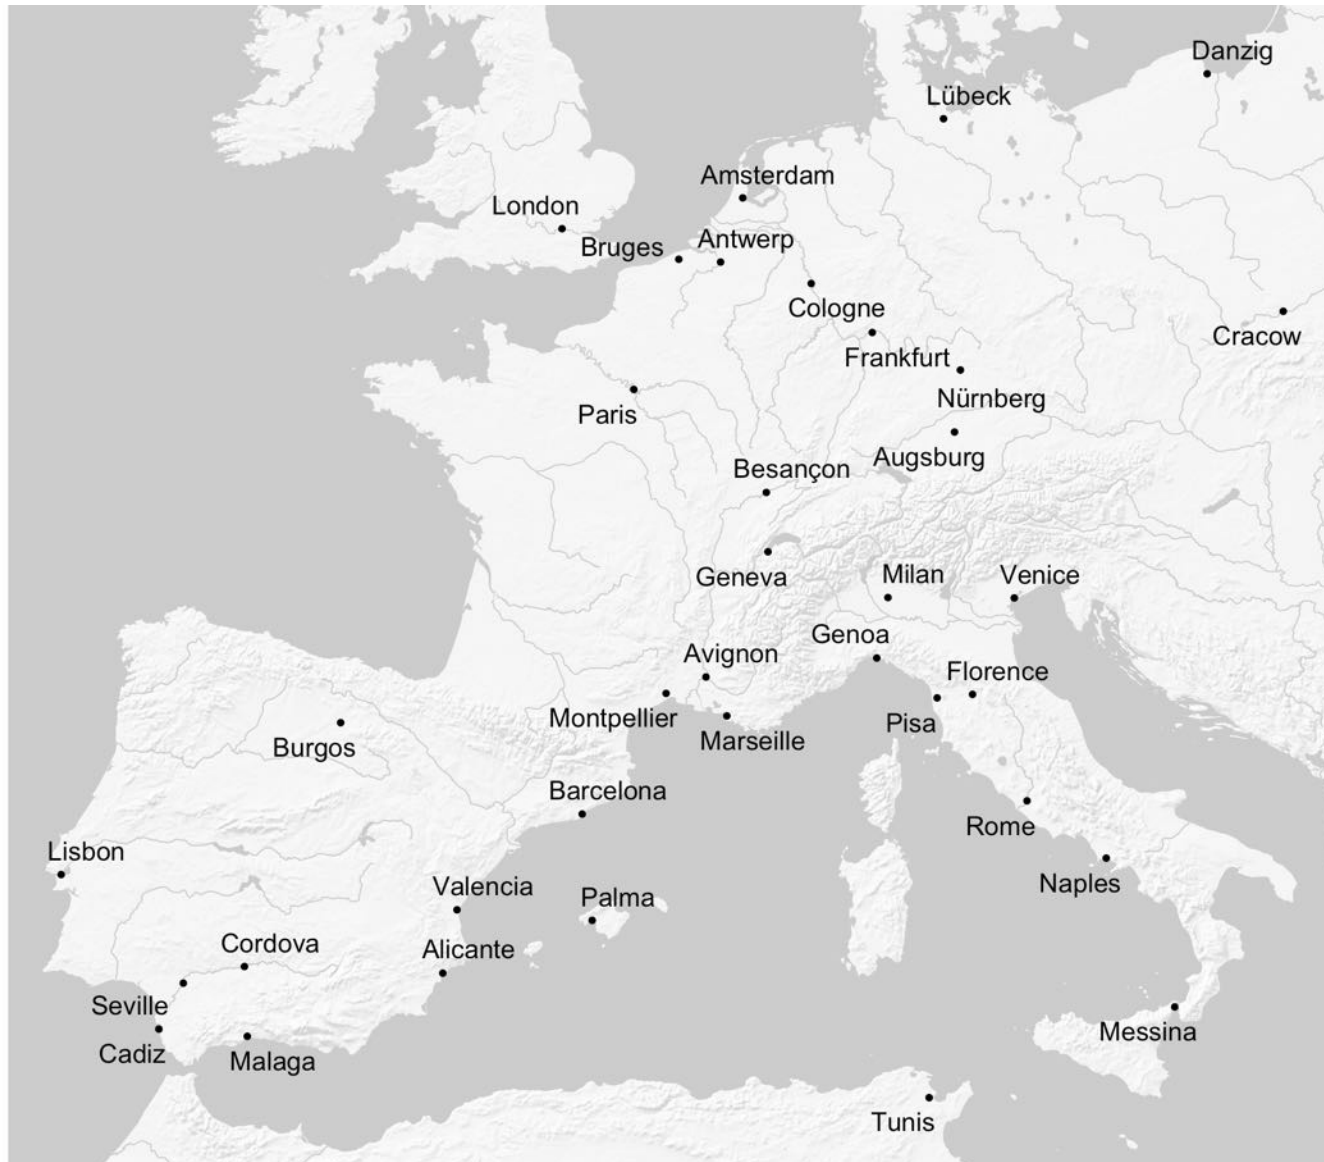 Danzig
Lübeck
Amsterdam
London
Antwerp
Bruges
Cologne
Cracow
Frankfurt
Nürnberg
Paris
Augsburg
Besançon
Geneva
Milan
Venice
Genoa
Avignon
Florence
Montpellier
Pisa
Marseille
Burgos
Barcelona
Rome
Lisbon
Naples
Valencia
Palma
Cordova
Alicante
Seville
Messina
Cadiz
Malaga
Tunis